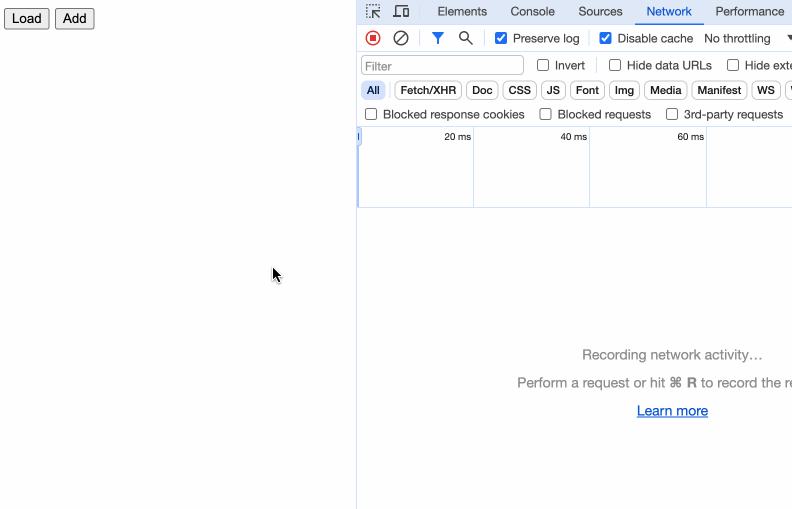 Load Add
Elements Console Sources Network Performance
Preserve log Disable cache No throttling
Filter Invert Hide data URLs Hide exte
All Fetch/XHR Doc CSS JS Font Img Media Manifest WS
Blocked response cookies Blocked requests 3rd-party requests
20 ms 40 ms 60 ms
Recording network activity…
Perform a request or hit ⌘ R to record the re
Learn more